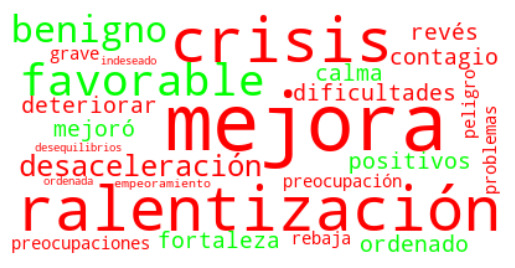 benigno crisis revés
grave indeseado contagio
favorable calma
deteriorar dificultades peligro
mejoró mejora problemas
desequilibrios
desaceleración positivos
ordenada empeoramiento preocupación
ralentización
preocupaciones fortaleza rebaja ordenado